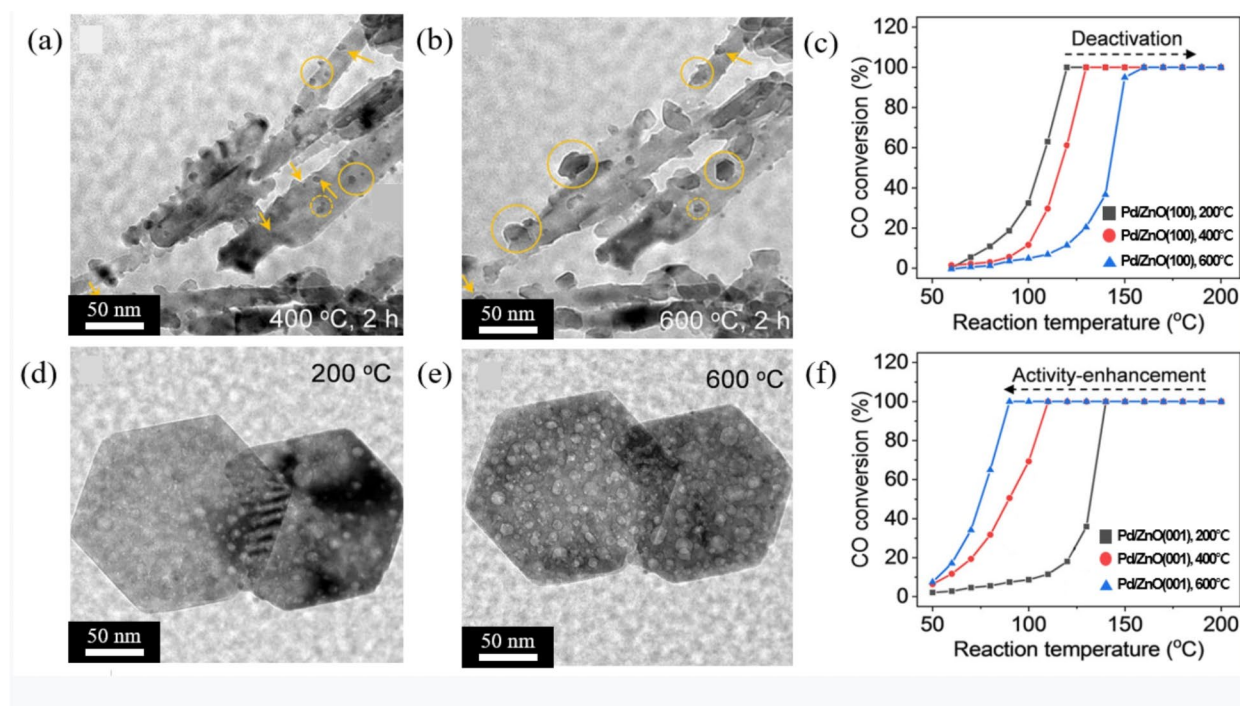 (a)
50 nm
400 °C, 2 h
(b)
50 nm
600 °C, 2 h
(c)
Deactivation
CO conversion (%)
120
100
80
60
40
20
0
Pd/ZnO(100), 200°C
Pd/ZnO(100), 400°C
Pd/ZnO(100), 600°C
50 100 150 200
Reaction temperature (°C)
(d)
200 °C
50 nm
(e)
600 °C
50 nm
(f)
Activity-enhancement
CO conversion (%)
120
100
80
60
40
20
0
Pd/ZnO(001), 200°C
Pd/ZnO(001), 400°C
Pd/ZnO(001), 600°C
50 100 150 200
Reaction temperature (°C)